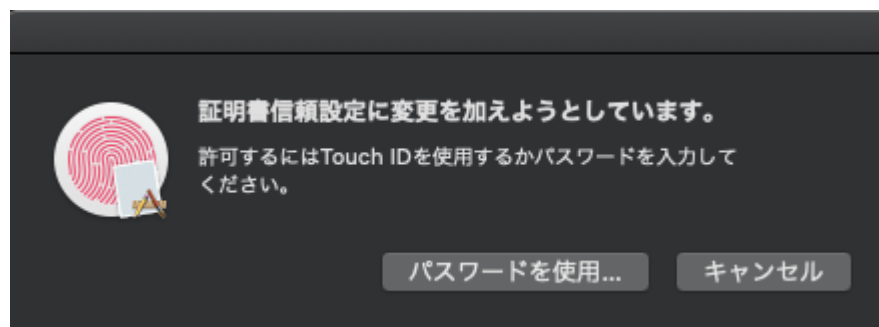 証明書信頼設定に変更を加えようとしています。
許可するにはTouch IDを使用するかパスワードを入力して
ください。
パスワードを使用... キャンセル